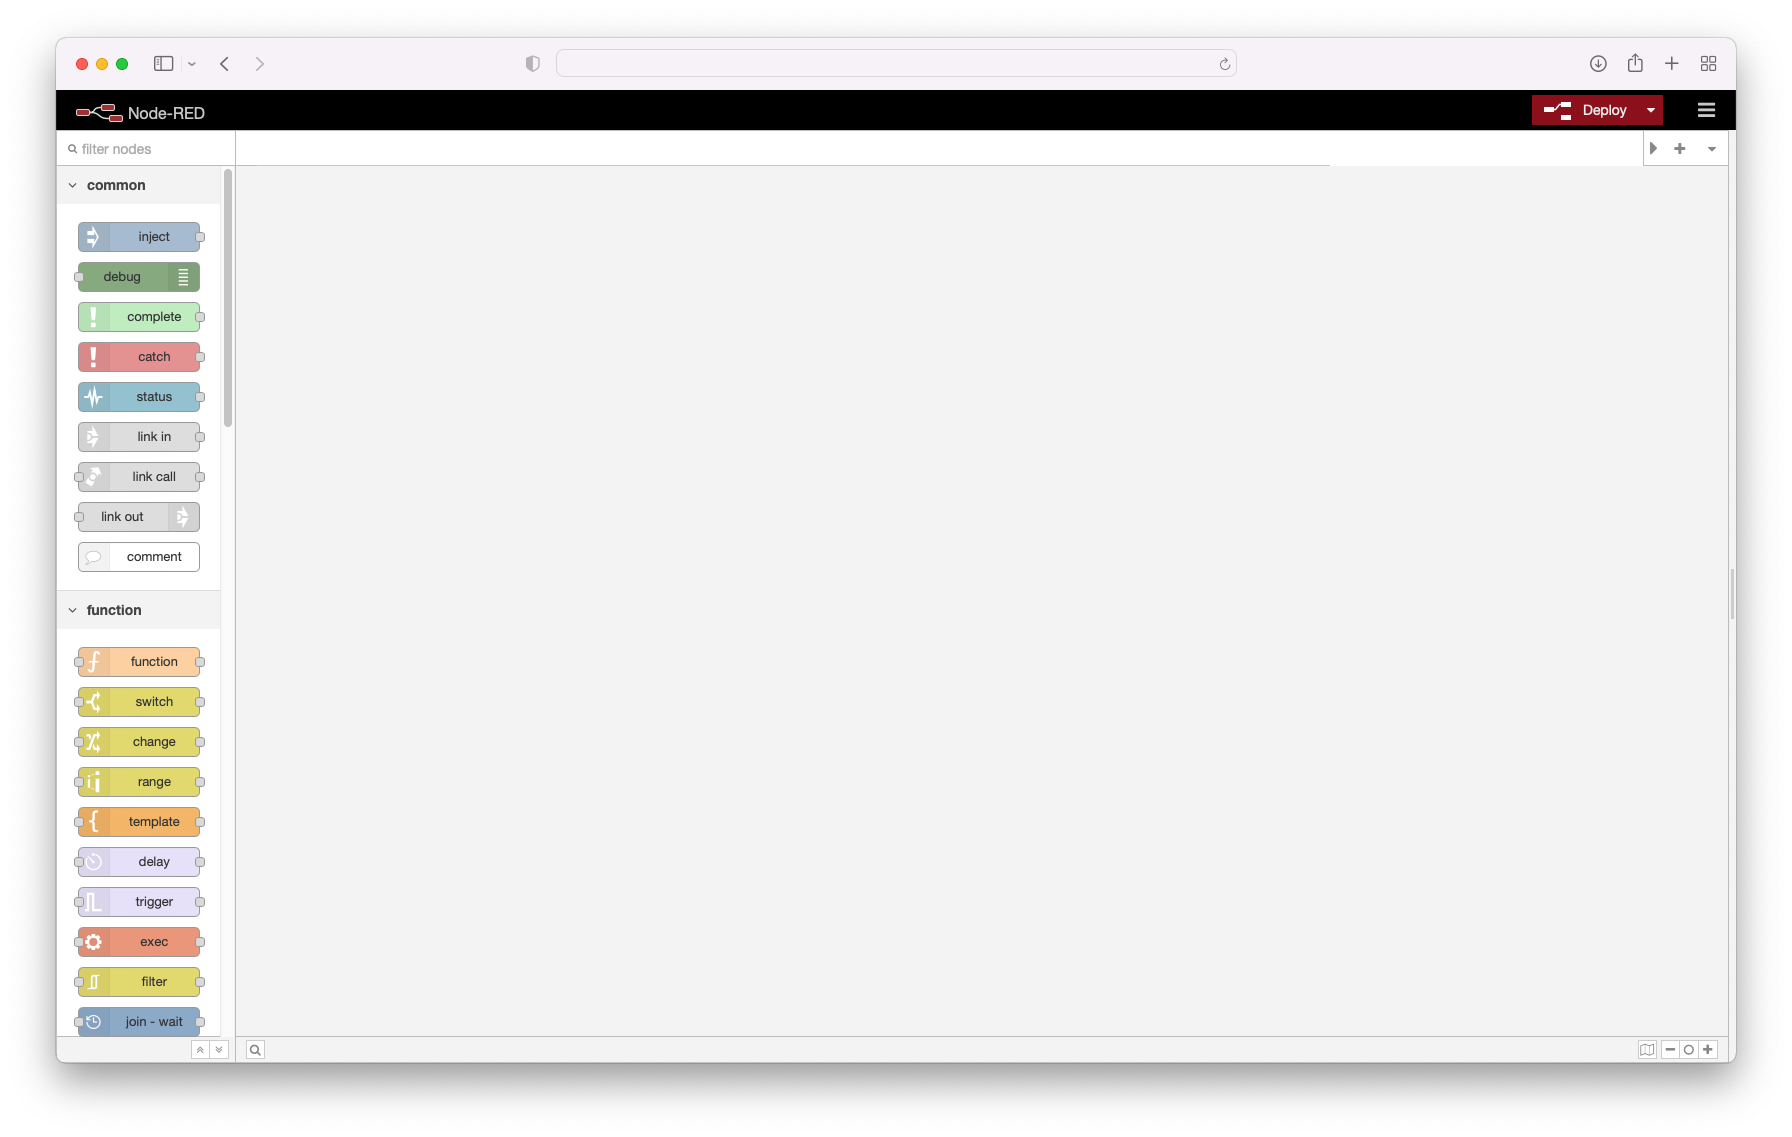 Node-RED
Deploy
filter nodes
common
inject
debug
complete
catch
status
link in
link call
link out
comment
function
function
switch
change
range
template
delay
trigger
exec
filter
join - wait